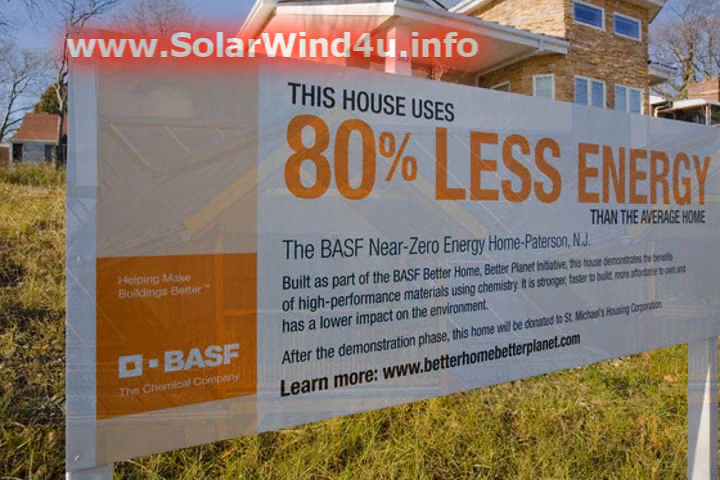 www.SolarWind4u.info
THIS HOUSE USES
80% LESS ENERGY
THAN THE AVERAGE HOME
The BASF Near-Zero Energy Home-Paterson, N.J.
Built as part of the BASF Better Home, Better Planet Initiative, this house demonstrates the benefits
of high-performance materials using chemistry. It is stronger, faster to build, more affordable to own and
has a lower impact on the environment.
After the demonstration phase, this home will be donated to St. Michael's Housing Corporation.
Learn more: www.betterhomebetterplanet.com
Helping Make
Buildings Better™
BASF
The Chemical Company